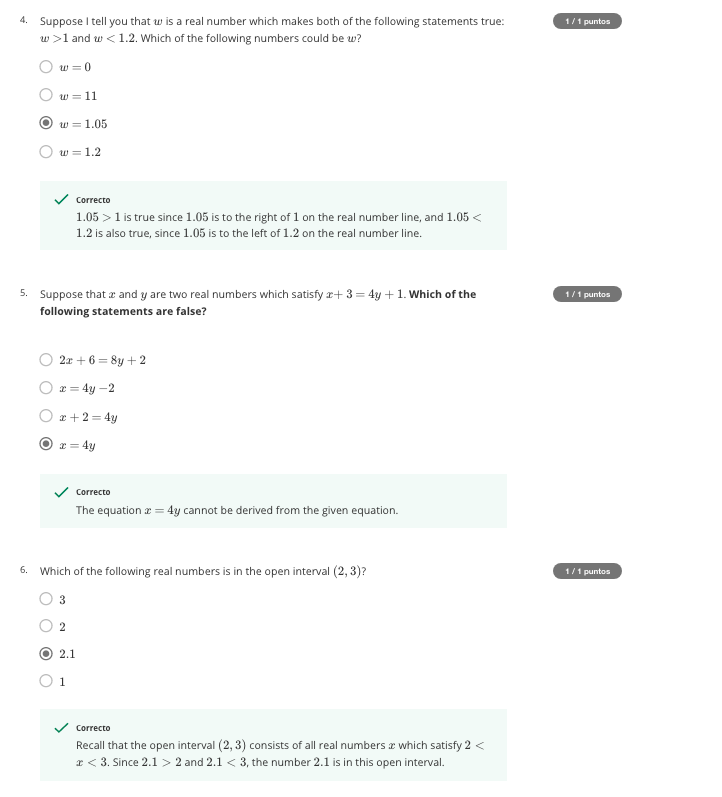 4. Suppose I tell you that w is a real number which makes both of the following statements true: 1 / 1 puntos
w >1 and w < 1.2. Which of the following numbers could be w?
w = 0
w = 11
w = 1.05
w = 1.2
Correcto
1.05 > 1 is true since 1.05 is to the right of 1 on the real number line, and 1.05 <
1.2 is also true, since 1.05 is to the left of 1.2 on the real number line.
5. Suppose that x and y are two real numbers which satisfy x+ 3 = 4y + 1. Which of the 1 / 1 puntos
following statements are false?
2x + 6 = 8y + 2
x = 4y −2
x + 2 = 4y
x = 4y
Correcto
The equation x = 4y cannot be derived from the given equation.
6. Which of the following real numbers is in the open interval (2, 3)? 1 / 1 puntos
3
2
2.1
1
Correcto
Recall that the open interval (2, 3) consists of all real numbers x which satisfy 2 <
x < 3. Since 2.1 > 2 and 2.1 < 3, the number 2.1 is in this open interval.